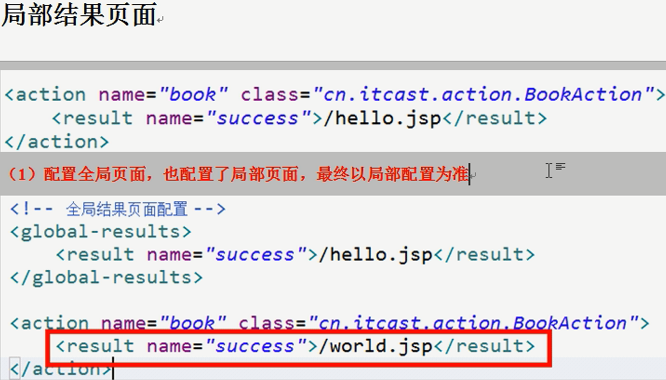 局部结果页面
<action name="book" class="cn.itcast.action.BookAction">
<result name="success">/hello.jsp</result>
</action>
（1）配置全局页面，也配置了局部页面，最终以局部配置为准
<!-- 全局结果页面配置 -->
<global-results>
<result name="success">/hello.jsp</result>
</global-results>
<action name="book" class="cn.itcast.action.BookAction">
<result name="success">/world.jsp</result>
</action>